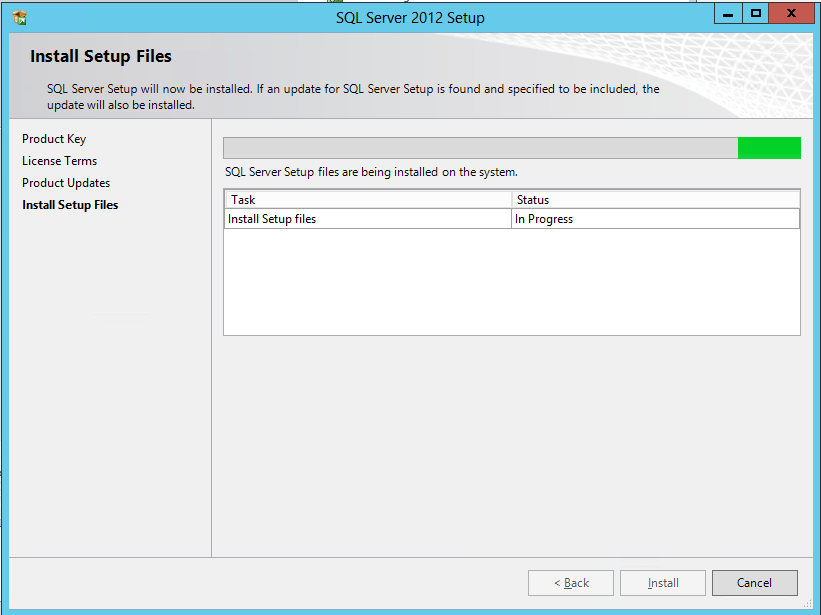 SQL Server 2012 Setup
Install Setup Files
SQL Server Setup will now be installed. If an update for SQL Server Setup is found and specified to be included, the
update will also be installed.
Product Key
License Terms
Product Updates
Install Setup Files
SQL Server Setup files are being installed on the system.
Task Status
Install Setup files In Progress
< Back Install Cancel